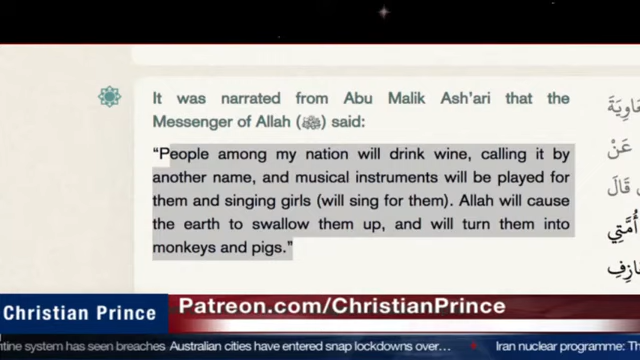 It was narrated from Abu Malik Ash'ari that the
Messenger of Allah (ﷺ) said:
"People among my nation will drink wine, calling it by
another name, and musical instruments will be played for
them and singing girls (will sing for them). Allah will cause
the earth to swallow them up, and will turn them into
monkeys and pigs."
عَنْ
قَالَ
أُمَّتِي
Christian Prince
Patreon.com/ChristianPrince
system has seen breaches Australian cities have entered snap lockdowns over... Iran nuclear programme: